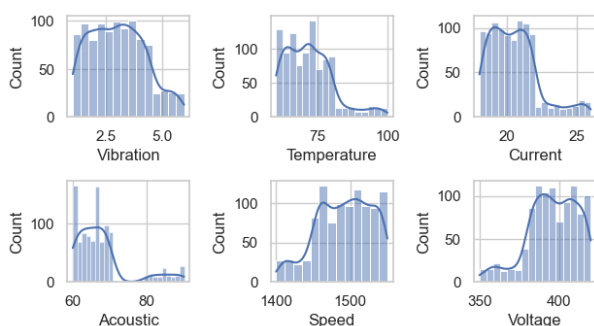 100
50
0
Count
2.5 5.0
Vibration
100
50
0
Count
75 100
Temperature
100
50
0
Count
20 25
Current
100
0
Count
60 80
Acoustic
100
50
0
Count
1400 1500
Speed
100
50
0
Count
350 400
Voltage